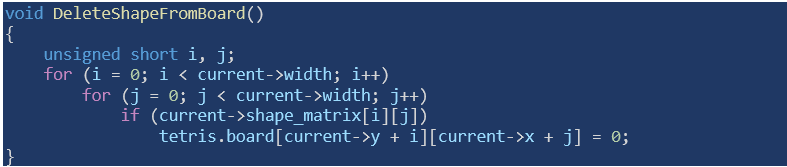 void DeleteShapeFromBoard()
{
    unsigned short i, j;
    for (i = 0; i < current->width; i++)
        for (j = 0; j < current->width; j++)
            if (current->shape_matrix[i][j])
                tetris.board[current->y + i][current->x + j] = 0;
}